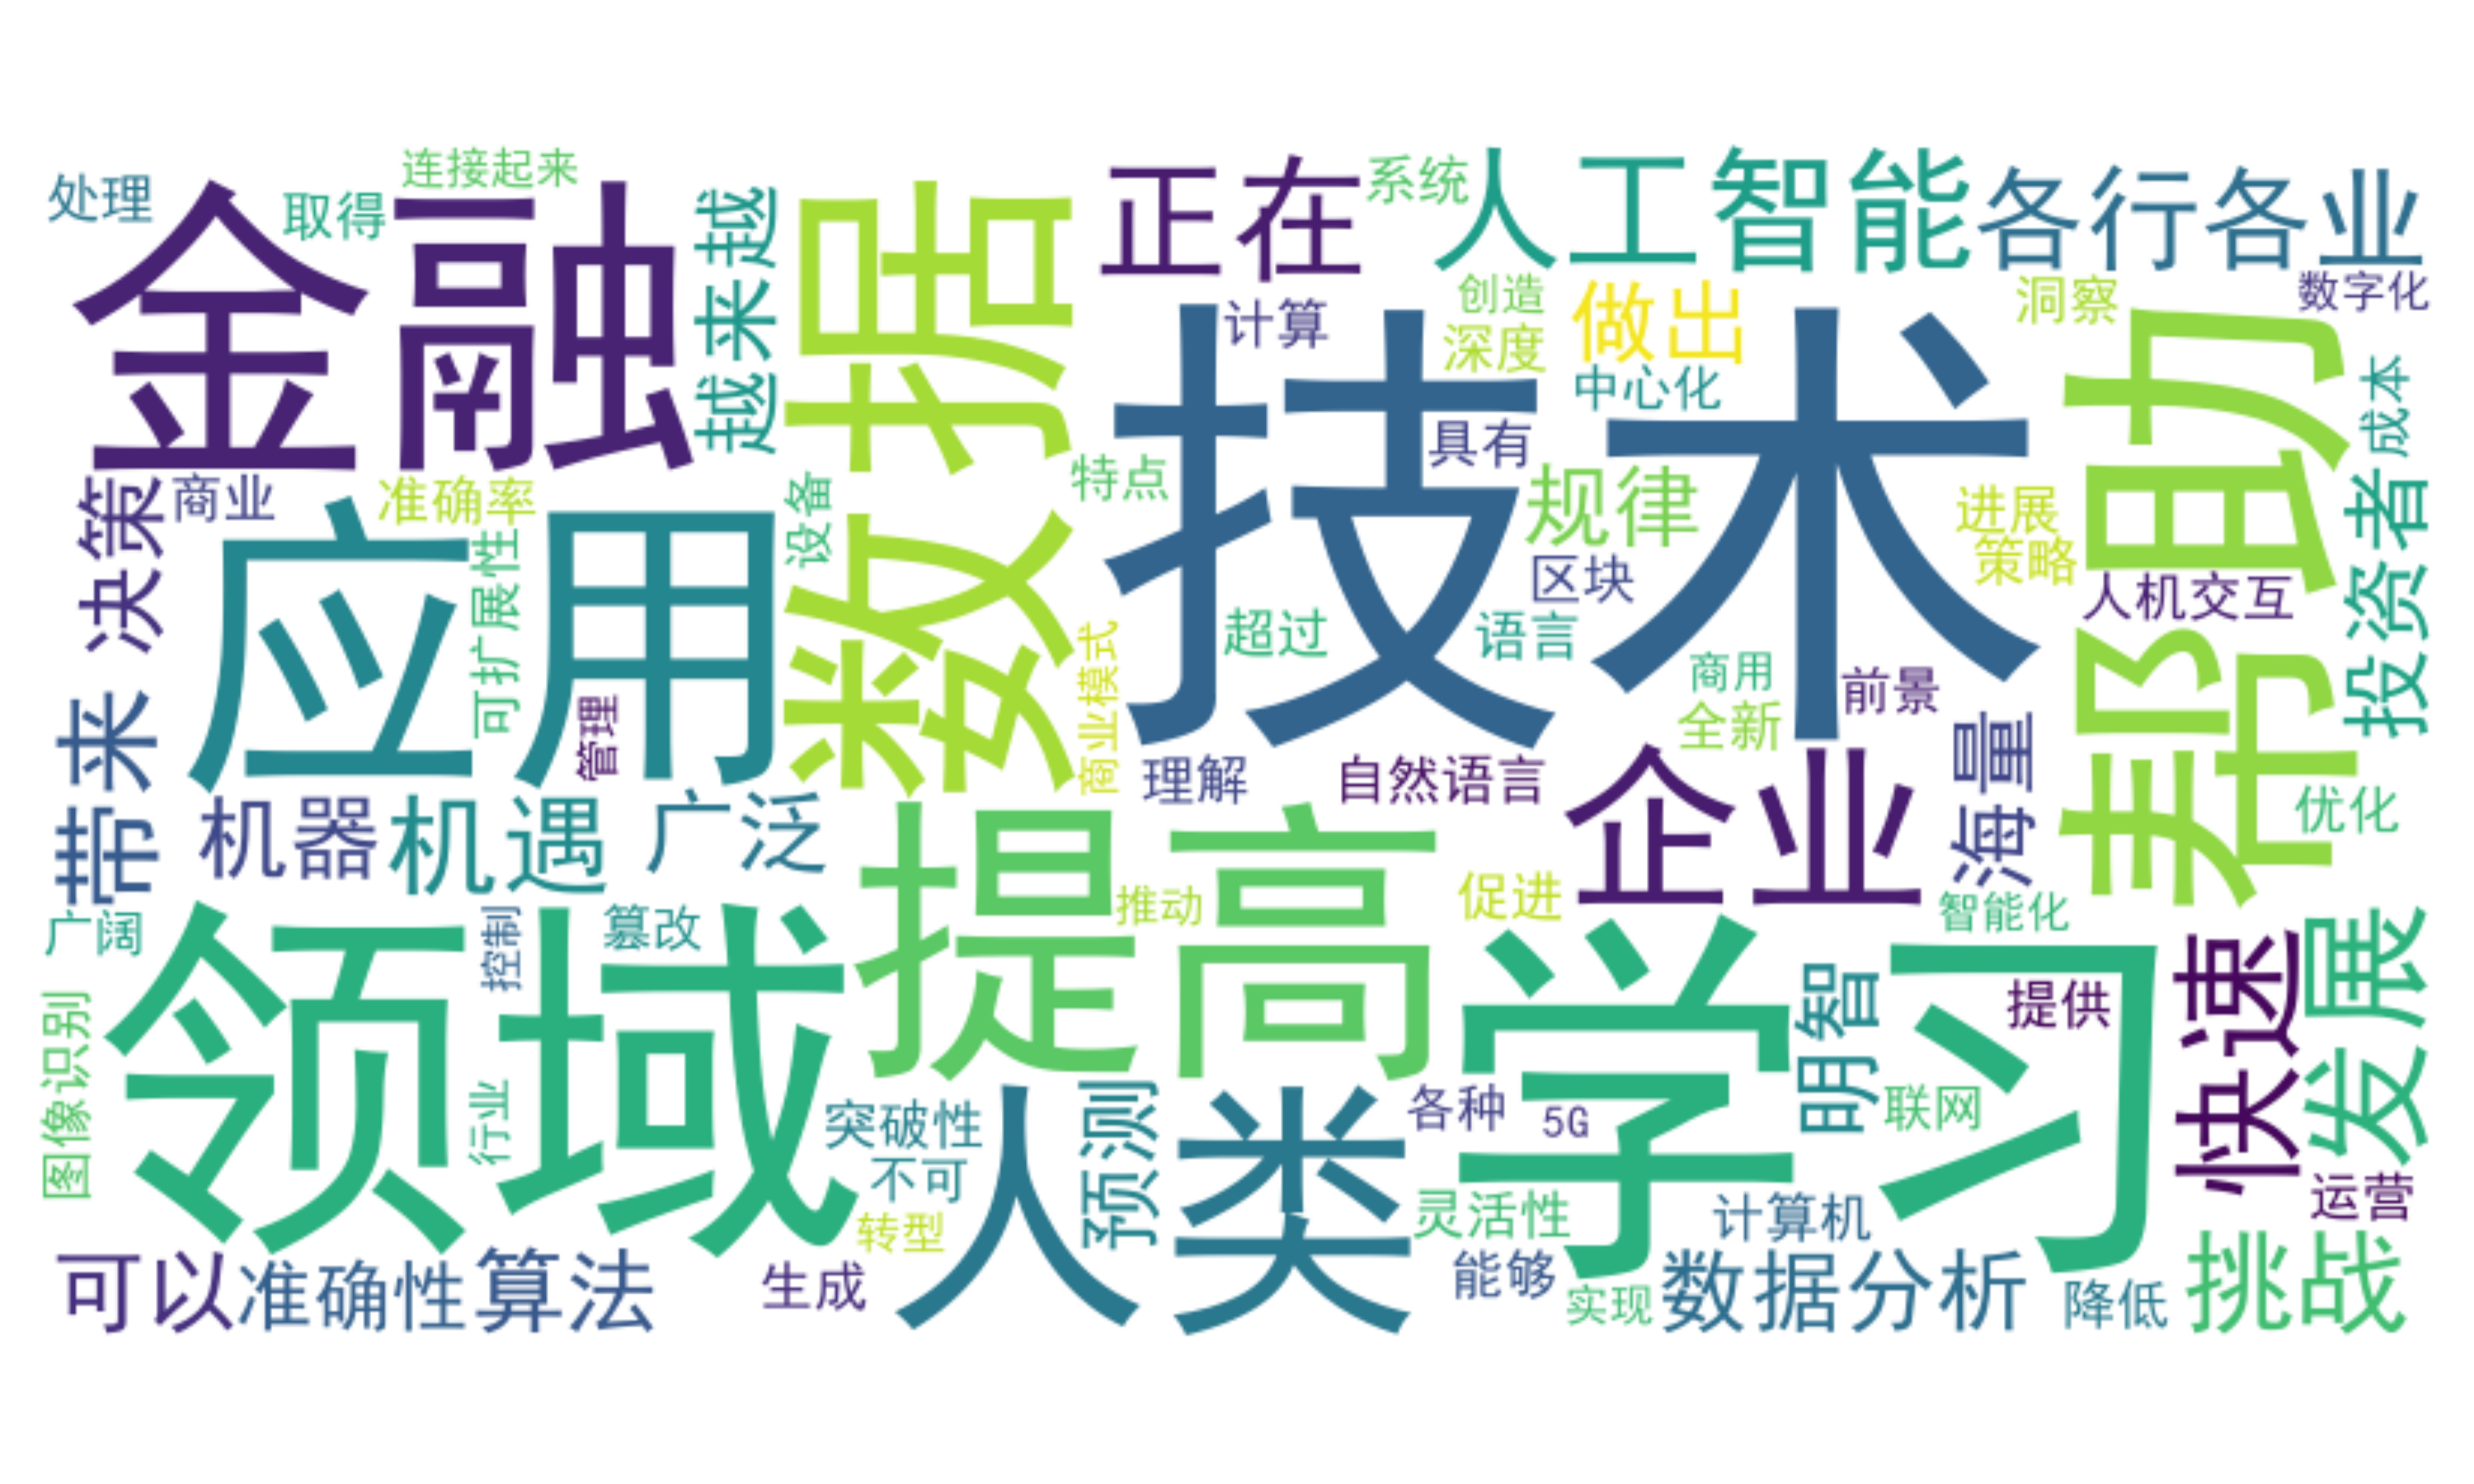 处理
取得
连接起来
金融
越来越
数据
正在
系统
人工智能
各行各业
计算
创造
深度
做出
中心化
洞察
数字化
技术
帮助
成本
决策
商业
准确率
设备
特点
具有
规律
进展
策略
投资者
应用
可扩展性
管理
区块
超过
语言
人机交互
商业模式
商用
前景
全新
带来
机器
机遇
广泛
理解
自然语言
企业
海量
优化
提高
推动
促进
智能化
广阔
控制
篡改
领域
学习
明智
提供
快速
发展
图像识别
行业
突破性
不可
转型
人类
预测
各种
5G
联网
灵活性
计算机
运营
可以
准确性
算法
生成
能够
实现
数据分析
降低
挑战